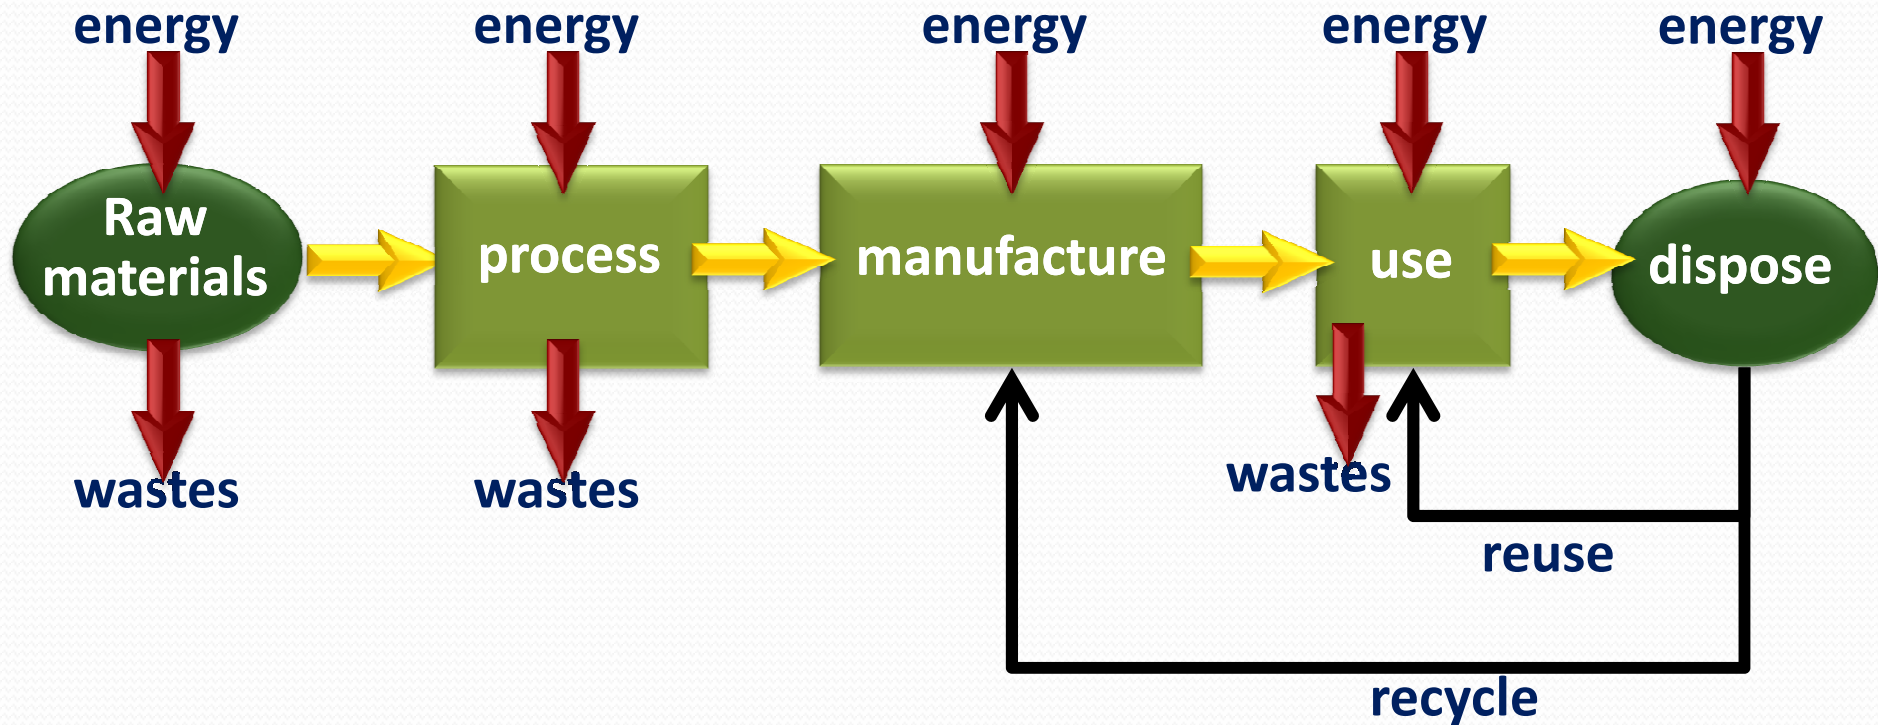 energy
energy
energy
energy
energy
Raw
materials
process
manufacture
use
dispose
wastes
wastes
wastes
reuse
recycle